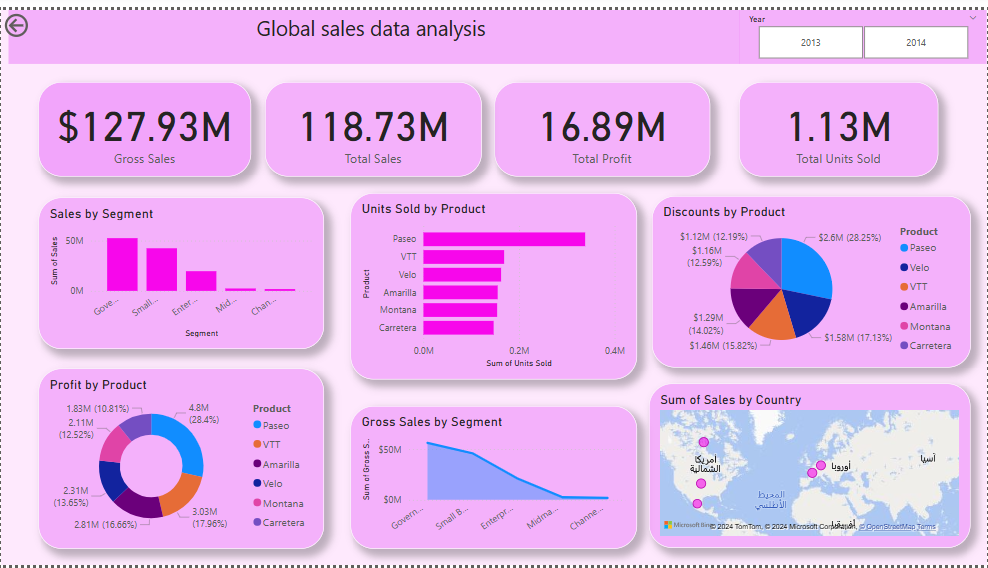 Global sales data analysis
Year
2013
2014
$127.93M
Gross Sales
118.73M
Total Sales
16.89M
Total Profit
1.13M
Total Units Sold
Sales by Segment
Sum of Sales
50M
0M
Gove...
Small...
Enter...
Mid...
Chan...
Segment
Units Sold by Product
Product
Paseo
VTT
Velo
Amarilla
Montana
Carretera
0.0M
0.2M
0.4M
Sum of Units Sold
Discounts by Product
$1.12M (12.19%)
$1.16M
(12.59%)
$1.29M
(14.02%)
$1.46M (15.82%)
$2.6M (28.25%)
$1.58M (17.13%)
Product
Paseo
Velo
VTT
Amarilla
Montana
Carretera
Profit by Product
1.83M (10.81%)
2.11M
(12.52%)
2.31M
(13.65%)
2.81M (16.66%)
4.8M
(28.4%)
3.03M
(17.96%)
Product
Paseo
VTT
Amarilla
Velo
Montana
Carretera
Gross Sales by Segment
Sum of Gross S...
$50M
$0M
Govern...
Small B...
Enterpr...
Midma...
Channe...
Sum of Sales by Country
أمريكا
الشمالية
أوروبا
آسيا
المحيط
الأطلسي
أفريقيا
Microsoft Bing
© 2024 TomTom, © 2024 Microsoft Corporation, © OpenStreetMap Terms